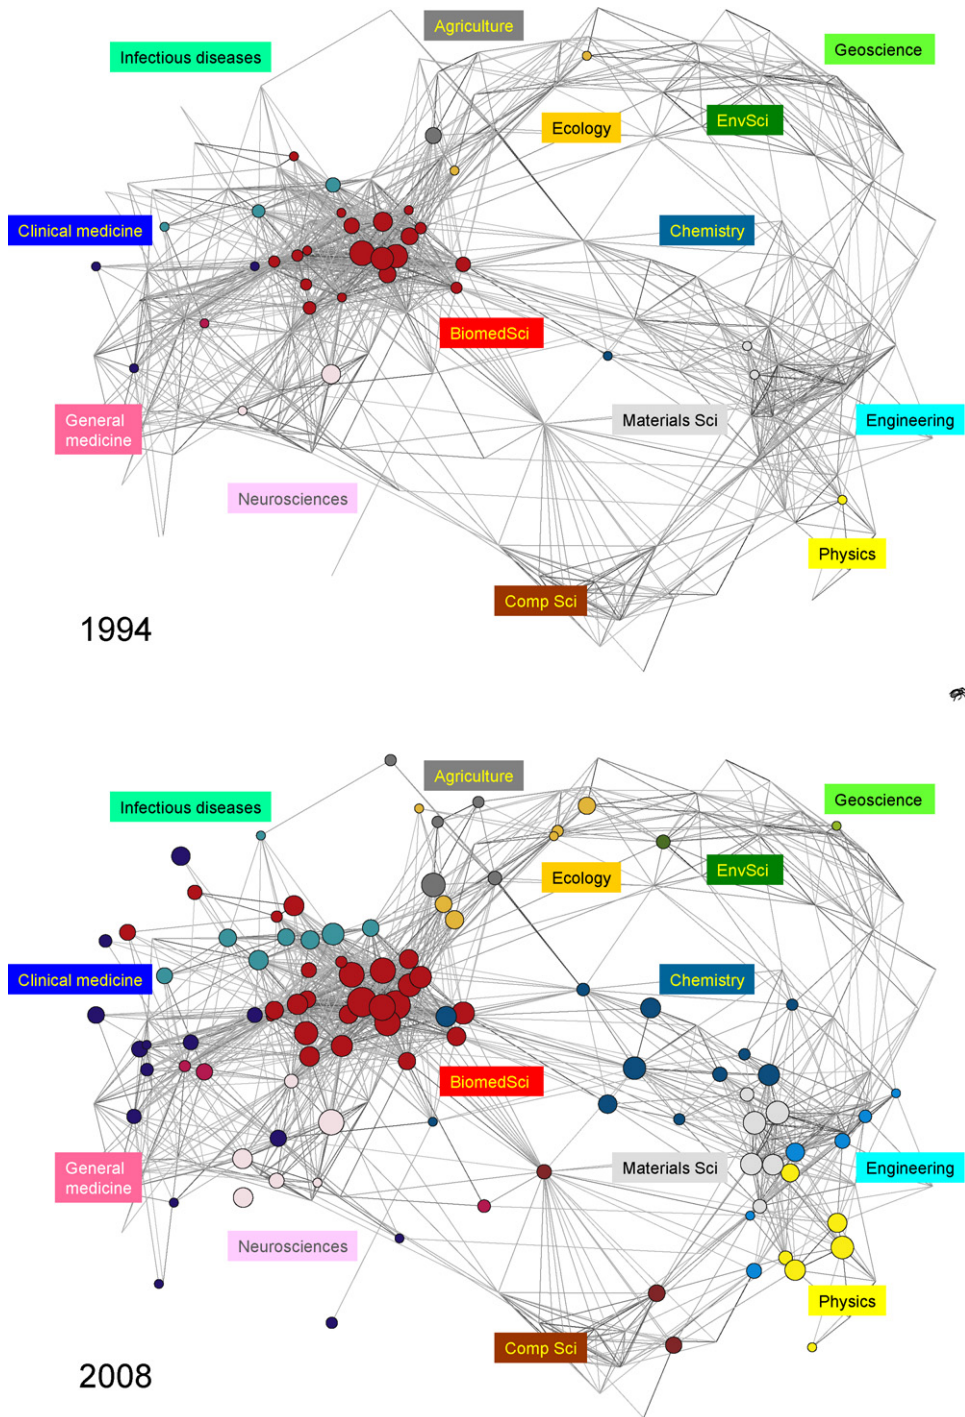 Agriculture
Geoscience
Infectious diseases
Ecology
EnvSci
Clinical medicine
Chemistry
BiomedSci
General
medicine
Materials Sci
Engineering
Neurosciences
Physics
Comp Sci
1994
Agriculture
Geoscience
Infectious diseases
Ecology
EnvSci
Clinical medicine
Chemistry
BiomedSci
General
medicine
Materials Sci
Engineering
Neurosciences
Physics
Comp Sci
2008